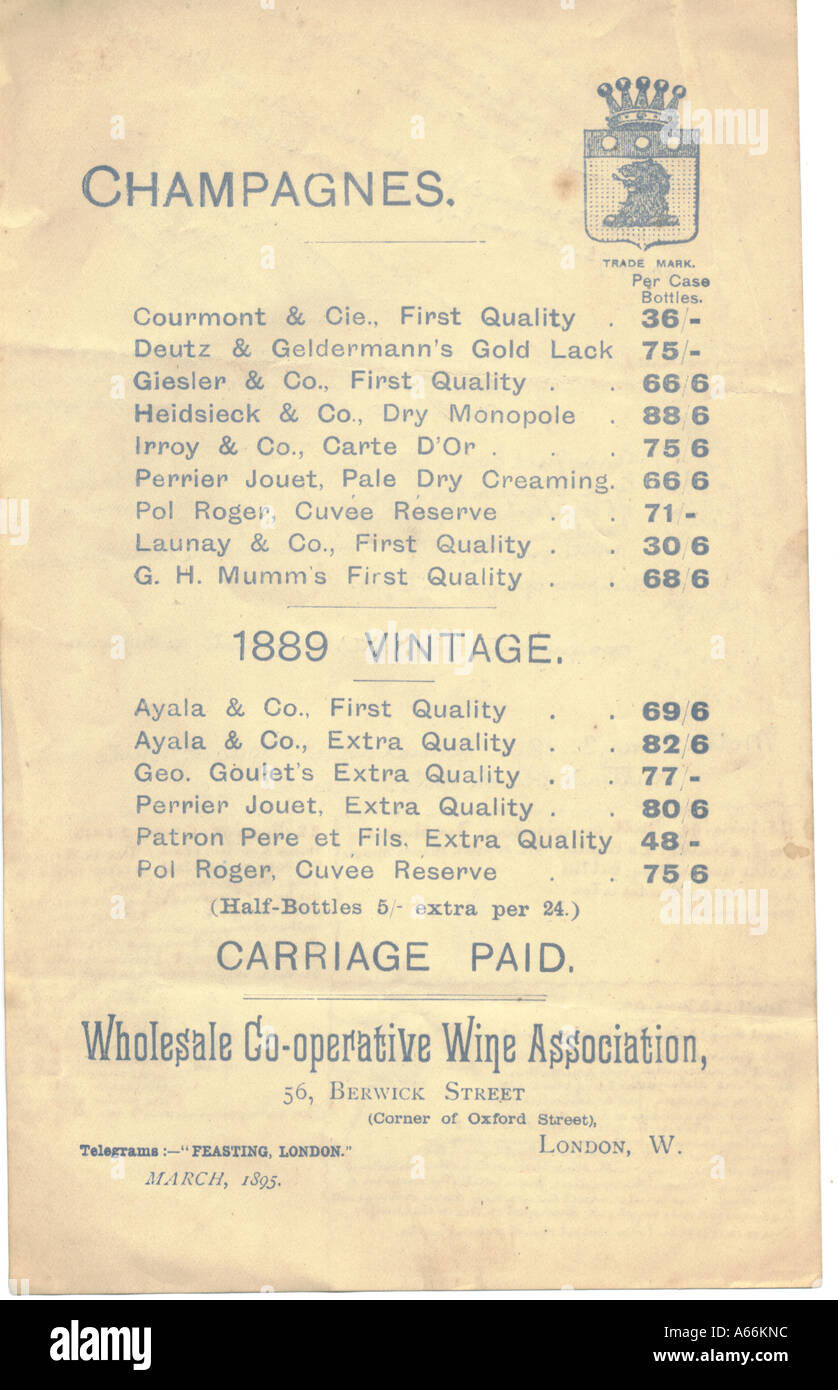 CHAMPAGNES.
TRADE MARK.
Per Case
Bottles.
Courmont & Cie., First Quality . 36/-
Deutz & Geldermann's Gold Lack 75/-
Giesler & Co., First Quality . . 66/6
Heidsieck & Co., Dry Monopole . 88/6
Irroy & Co., Carte D'Or . . . 75/6
Perrier Jouet, Pale Dry Creaming. 66/6
Pol Roger, Cuvée Réserve . . 71/-
Launay & Co., First Quality . . 30/6
G. H. Mumm's First Quality . . 68/6
1889 VINTAGE.
Ayala & Co., First Quality . . 69/6
Ayala & Co., Extra Quality . . 82/6
Geo. Goulet's Extra Quality . . 77/-
Perrier Jouet, Extra Quality . . 80/6
Patron Pere et Fils, Extra Quality 48/-
Pol Roger, Cuvée Réserve . . 75/6
(Half-Bottles 5/- extra per 24.)
CARRIAGE PAID.
Wholesale Co-operative Wine Association,
56, BERWICK STREET
(Corner of Oxford Street),
LONDON, W.
Telegrams :—"FEASTING, LONDON."
MARCH, 1895.
alamy
Image ID: A66KNC
www.alamy.com